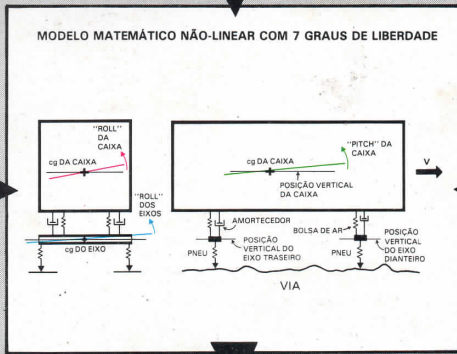 MODELO MATEMÁTICO NÃO-LINEAR COM 7 GRAUS DE LIBERDADE
"ROLL"
DA
CAIXA
cg DA CAIXA
"ROLL"
DOS
EIXOS
cg DO EIXO
"PITCH" DA
CAIXA
cg DA CAIXA
POSIÇÃO VERTICAL
DA CAIXA
V
AMORTECEDOR
BOLSA DE AR
POSIÇÃO
VERTICAL DO
EIXO TRASEIRO
POSIÇÃO
VERTICAL
DO EIXO
DIANTEIRO
PNEU
PNEU
VIA